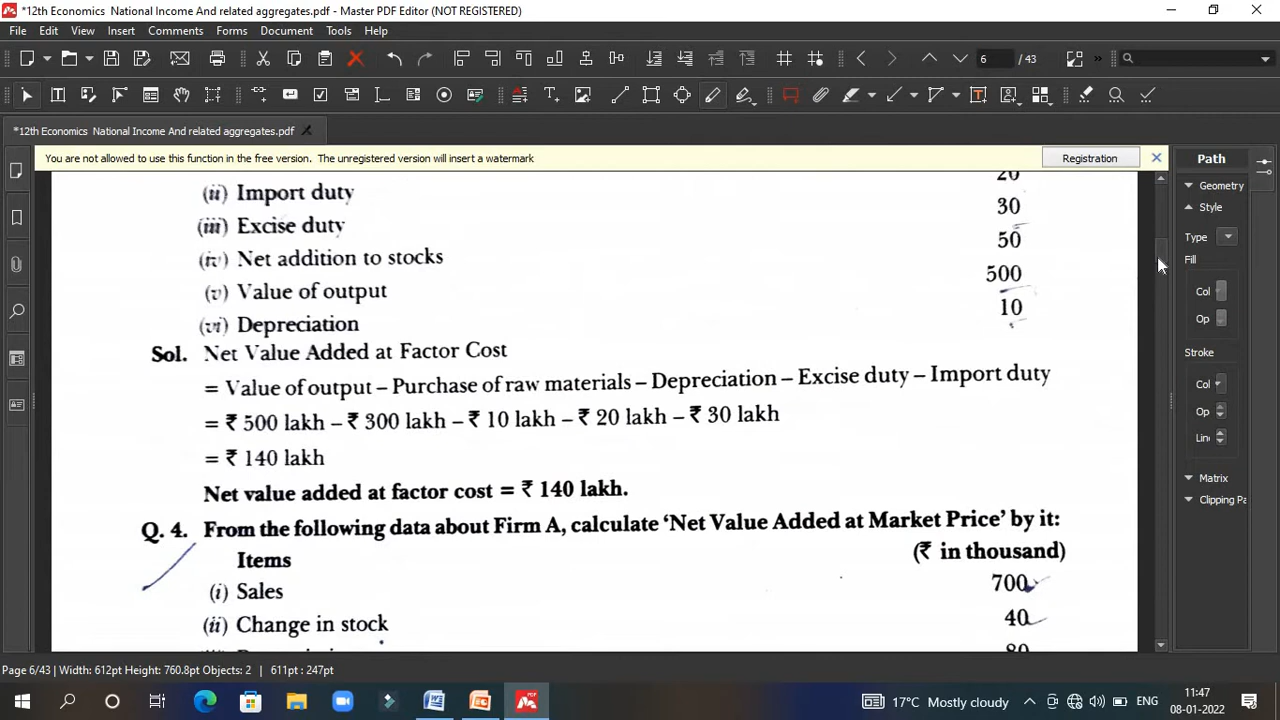 *12th Economics National Income And related aggregates.pdf - Master PDF Editor (NOT REGISTERED)
File Edit View Insert Comments Forms Document Tools Help
6 / 43
*12th Economics National Income And related aggregates.pdf
You are not allowed to use this function in the free version. The unregistered version will insert a watermark
Registration
Path
Geometry
Style
Type
Fill
Col
Op
Stroke
Col
Op
Line
Matrix
Clipping Pa
20
(ii) Import duty 30
(iii) Excise duty 50
(iv) Net addition to stocks 500
(v) Value of output 10
(vi) Depreciation
Sol. Net Value Added at Factor Cost
= Value of output – Purchase of raw materials – Depreciation – Excise duty – Import duty
= ₹ 500 lakh – ₹ 300 lakh – ₹ 10 lakh – ₹ 20 lakh – ₹ 30 lakh
= ₹ 140 lakh
Net value added at factor cost = ₹ 140 lakh.
Q. 4. From the following data about Firm A, calculate ‘Net Value Added at Market Price’ by it:
Items (₹ in thousand)
(i) Sales 700
(ii) Change in stock 40
80
Page 6/43 | Width: 612pt Height: 760.8pt Objects: 2 | 611pt : 247pt
17°C Mostly cloudy ENG 11:47
08-01-2022